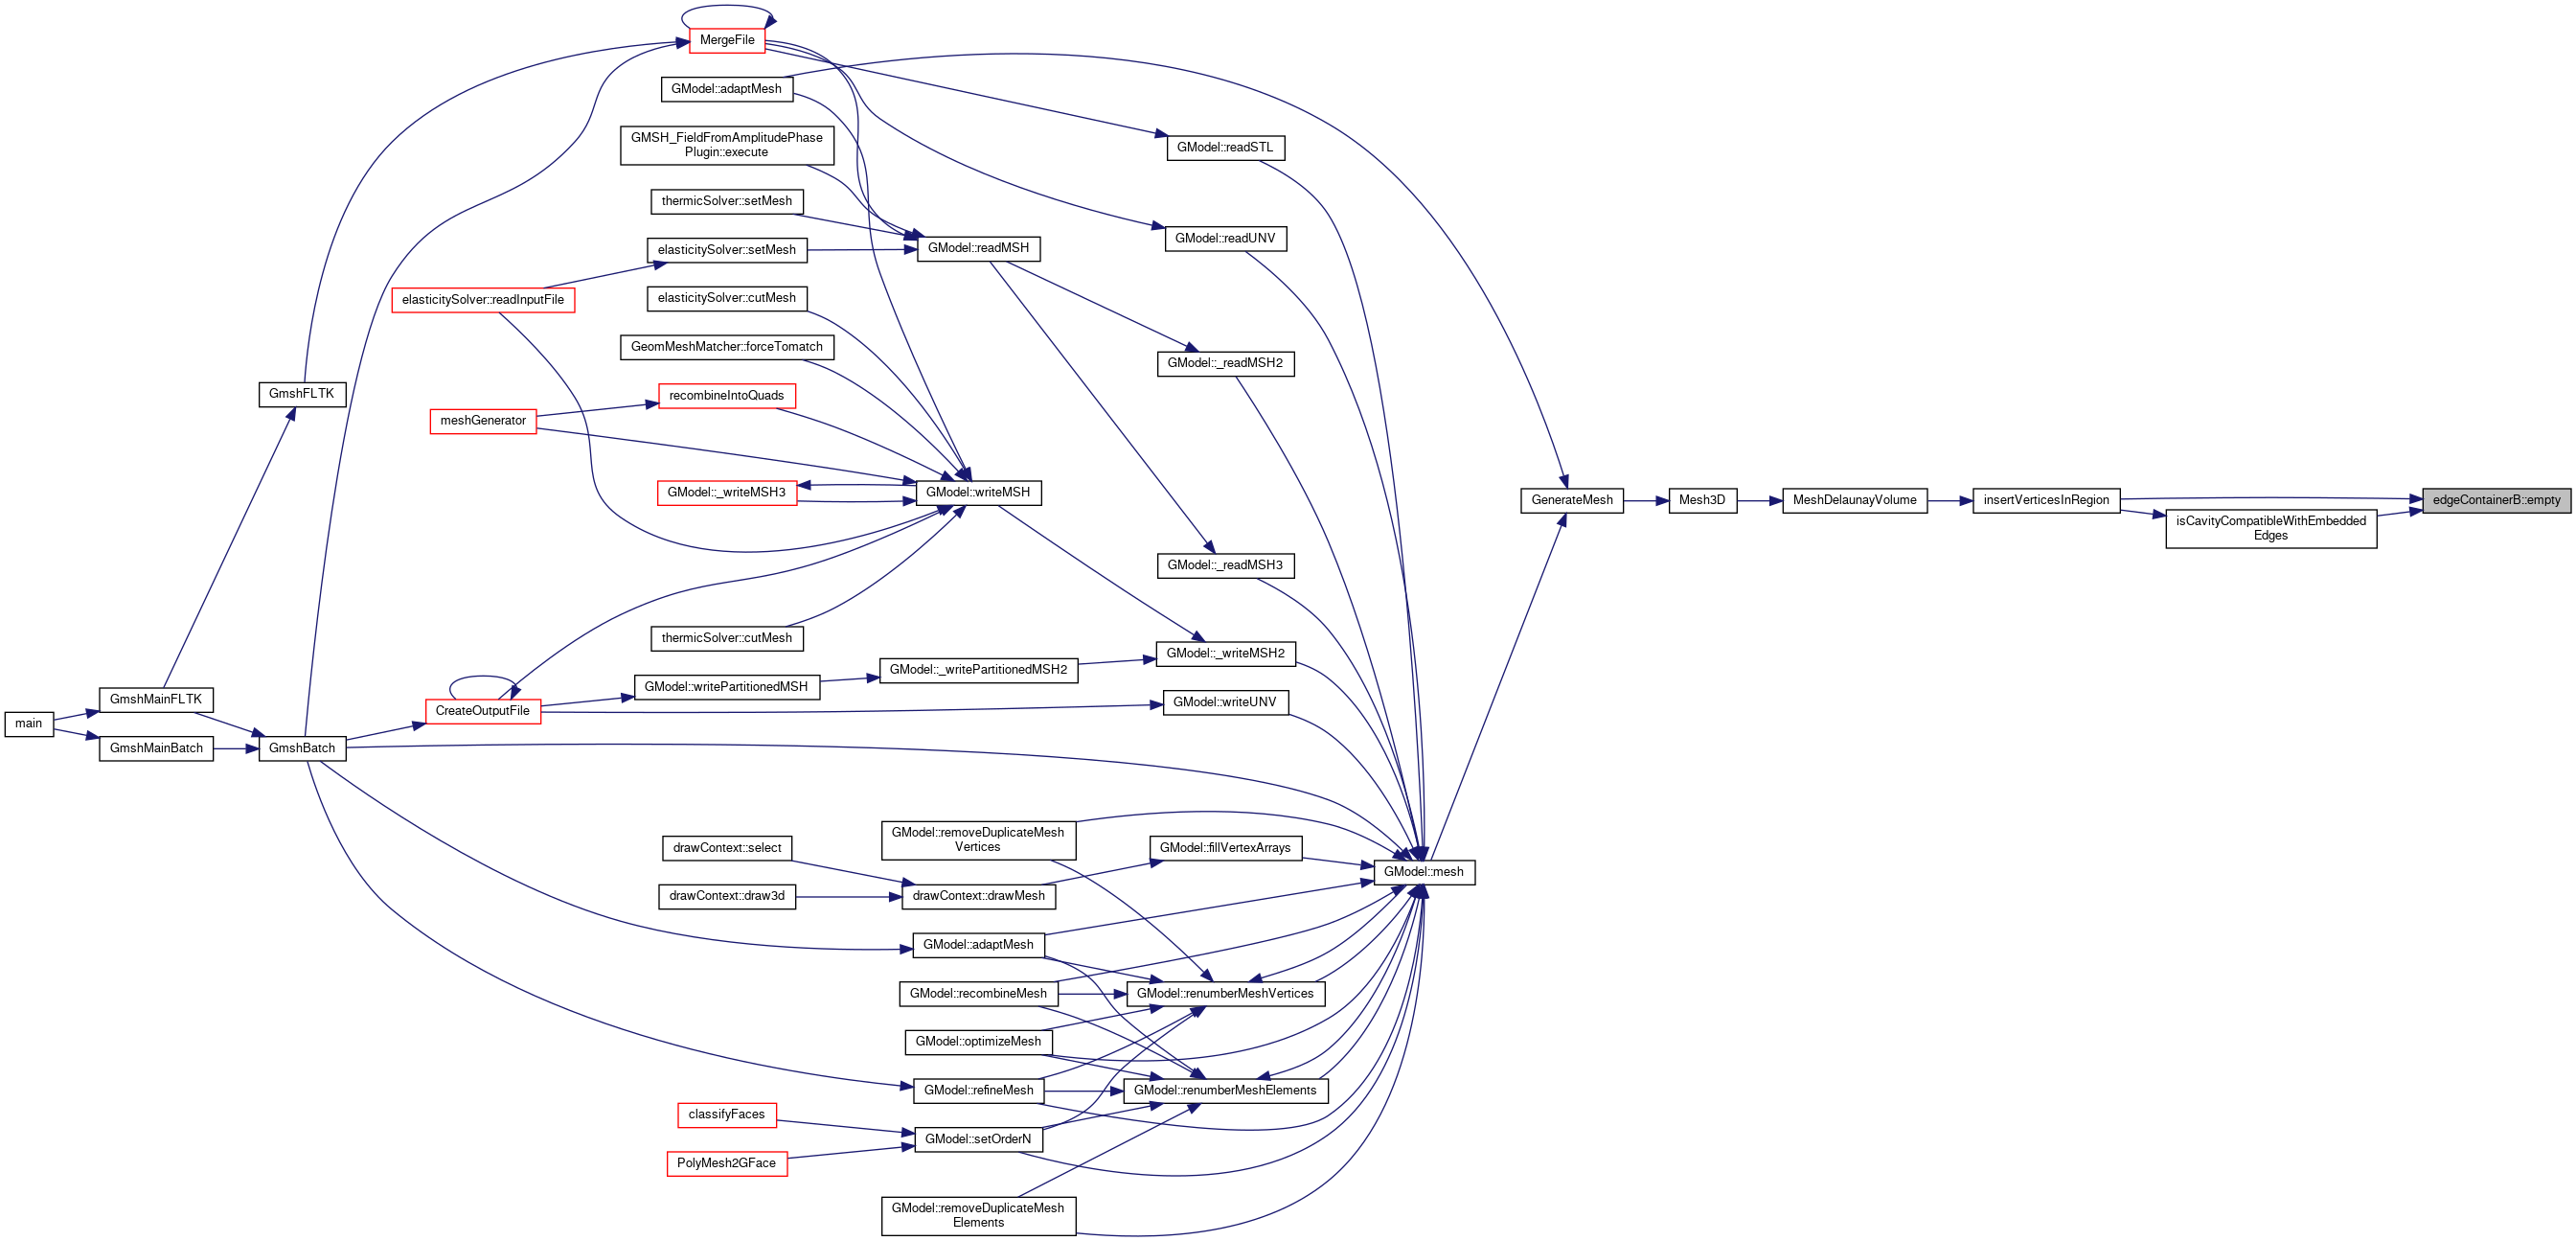 MergeFile
GModel::adaptMesh
GMSH_FieldFromAmplitudePhase
Plugin::execute
GModel::readSTL
thermicSolver::setMesh
GModel::readUNV
elasticitySolver::setMesh
GModel::readMSH
elasticitySolver::readInputFile
elasticitySolver::cutMesh
GeomMeshMatcher::forceTomatch
GModel::_readMSH2
GmshFLTK
recombineIntoQuads
meshGenerator
GModel::_writeMSH3
GModel::writeMSH
GenerateMesh
Mesh3D
MeshDelaunayVolume
insertVerticesInRegion
edgeContainerB::empty
isCavityCompatibleWithEmbedded
Edges
GModel::_readMSH3
thermicSolver::cutMesh
GModel::_writeMSH2
GModel::_writePartitionedMSH2
GModel::writePartitionedMSH
GmshMainFLTK
GModel::writeUNV
CreateOutputFile
main
GmshMainBatch
GmshBatch
GModel::removeDuplicateMesh
Vertices
drawContext::select
GModel::fillVertexArrays
GModel::mesh
drawContext::draw3d
drawContext::drawMesh
GModel::adaptMesh
GModel::recombineMesh
GModel::renumberMeshVertices
GModel::optimizeMesh
GModel::refineMesh
GModel::renumberMeshElements
classifyFaces
GModel::setOrderN
PolyMesh2GFace
GModel::removeDuplicateMesh
Elements